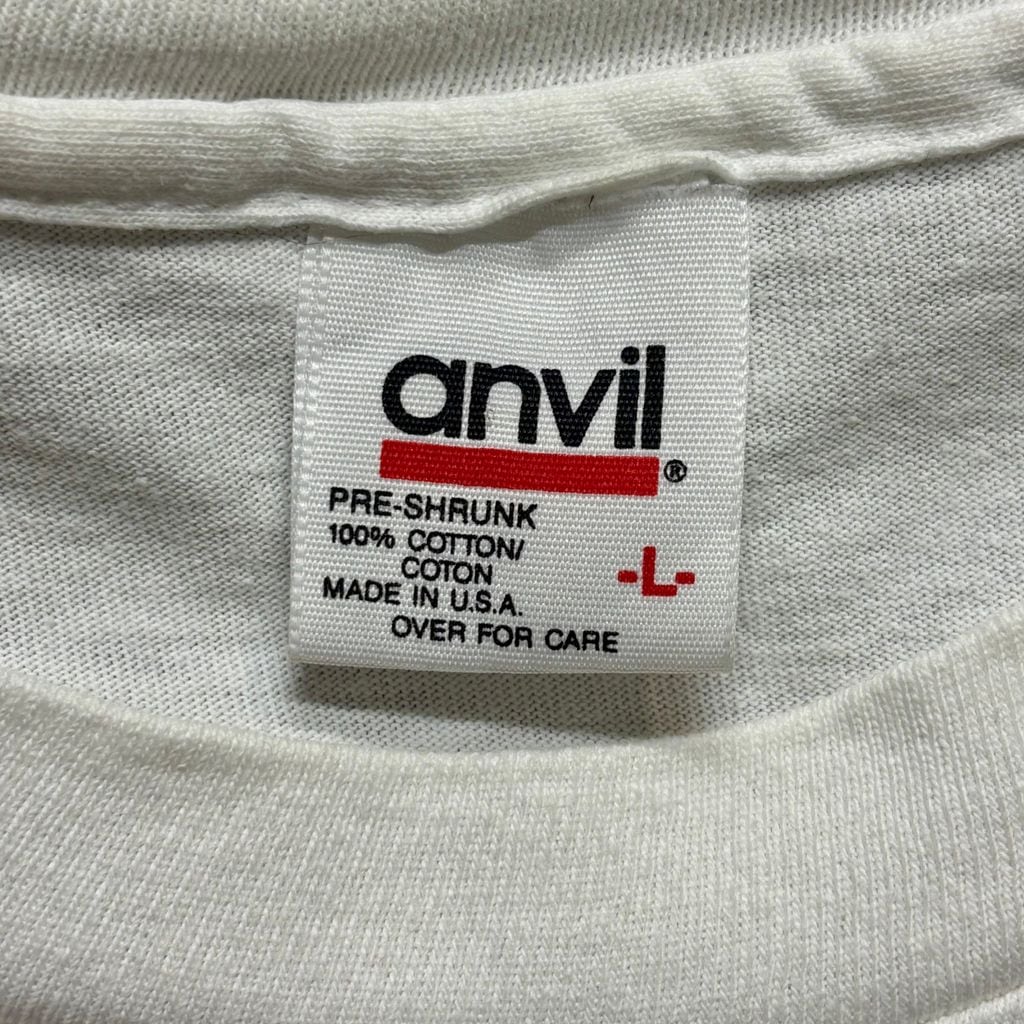 anvil®
PRE-SHRUNK
100% COTTON/
COTON
-L-
MADE IN U.S.A.
OVER FOR CARE